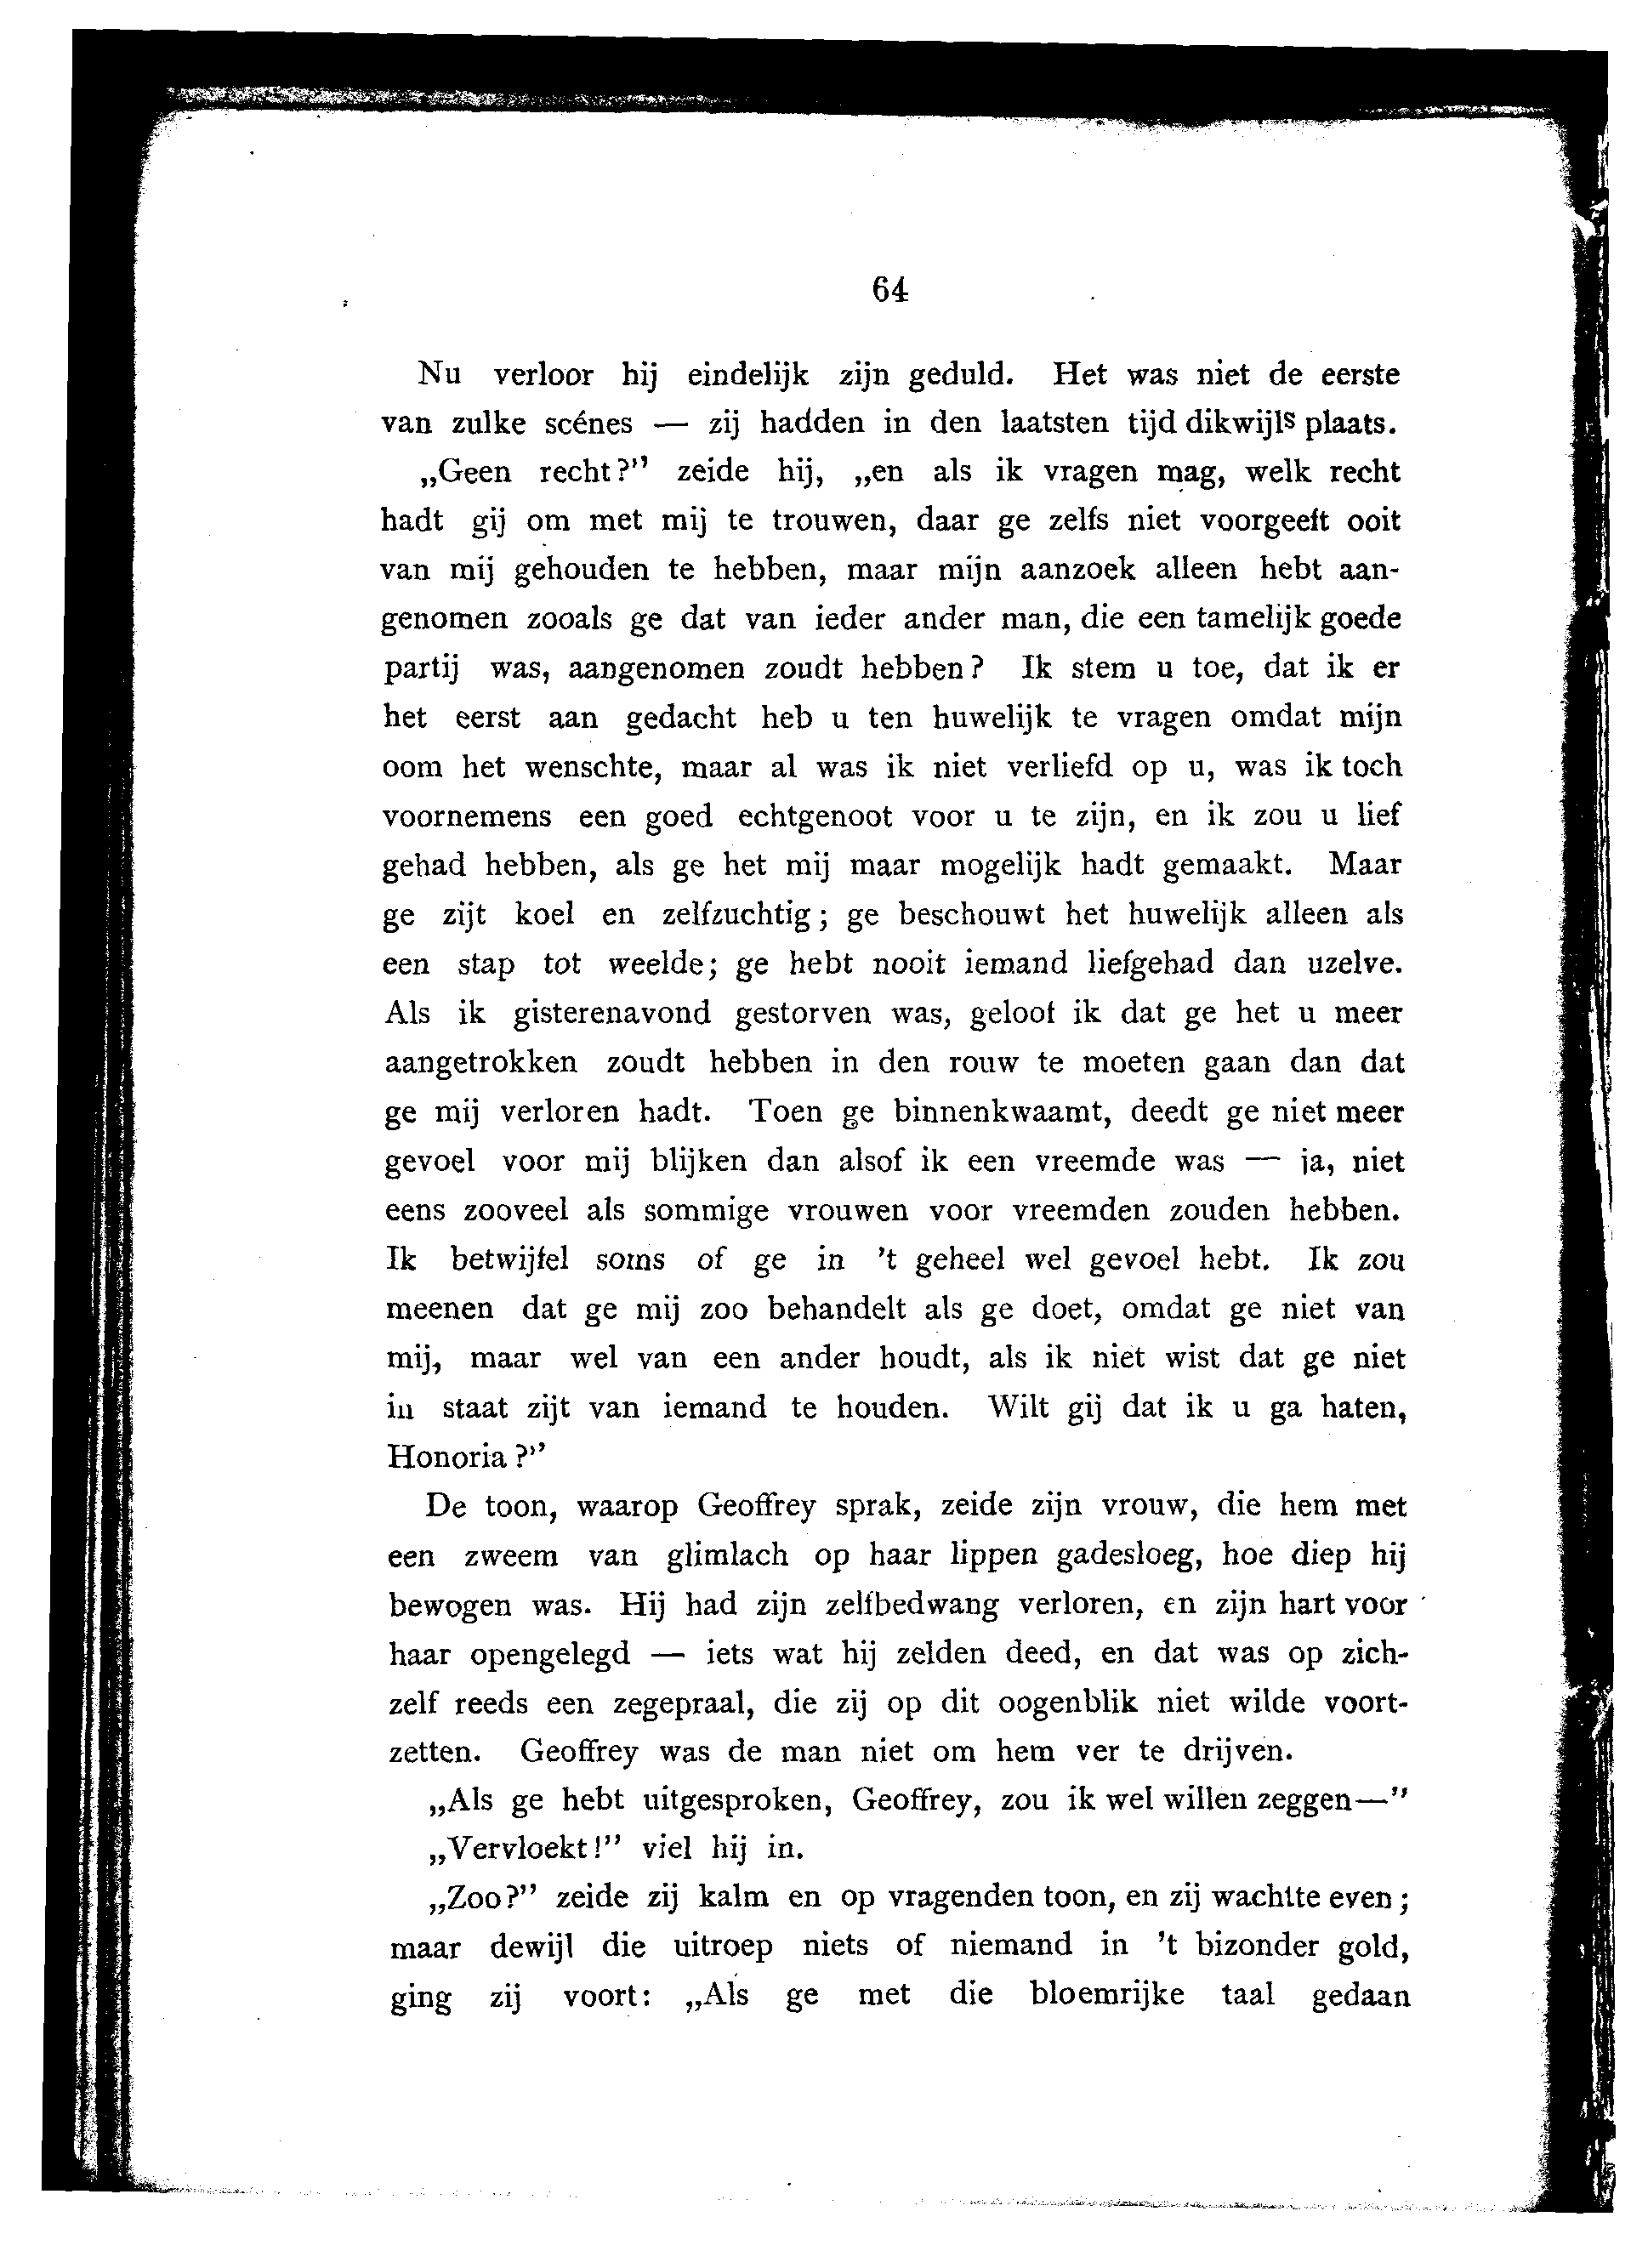 64
Nu verloor hij eindelijk zijn geduld. Het was niet de eerste
van zulke scénes — zij hadden in den laatsten tijd dikwijls plaats.
„Geen recht?” zeide hij, „en als ik vragen mag, welk recht
hadt gij om met mij te trouwen, daar ge zelfs niet voorgeeft ooit
van mij gehouden te hebben, maar mijn aanzoek alleen hebt aan-
genomen zooals ge dat van ieder ander man, die een tamelijk goede
partij was, aangenomen zoudt hebben? Ik stem u toe, dat ik er
het eerst aan gedacht heb u ten huwelijk te vragen omdat mijn
oom het wenschte, maar al was ik niet verliefd op u, was ik toch
voornemens een goed echtgenoot voor u te zijn, en ik zou u lief
gehad hebben, als ge het mij maar mogelijk hadt gemaakt. Maar
ge zijt koel en zelfzuchtig; ge beschouwt het huwelijk alleen als
een stap tot weelde; ge hebt nooit iemand liefgehad dan uzelve.
Als ik gisterenavond gestorven was, geloof ik dat ge het u meer
aangetrokken zoudt hebben in den rouw te moeten gaan dan dat
ge mij verloren hadt. Toen ge binnenkwaamt, deedt ge niet meer
gevoel voor mij blijken dan alsof ik een vreemde was — ja, niet
eens zooveel als sommige vrouwen voor vreemden zouden hebben.
Ik betwijfel soms of ge in 't geheel wel gevoel hebt. Ik zou
meenen dat ge mij zoo behandelt als ge doet, omdat ge niet van
mij, maar wel van een ander houdt, als ik niet wist dat ge niet
in staat zijt van iemand te houden. Wilt gij dat ik u ga haten,
Honoria?”
De toon, waarop Geoffrey sprak, zeide zijn vrouw, die hem met
een zweem van glimlach op haar lippen gadesloeg, hoe diep hij
bewogen was. Hij had zijn zelfbedwang verloren, en zijn hart voor
haar opengelegd — iets wat hij zelden deed, en dat was op zich-
zelf reeds een zegepraal, die zij op dit oogenblik niet wilde voort-
zetten. Geoffrey was de man niet om hem ver te drijven.
„Als ge hebt uitgesproken, Geoffrey, zou ik wel willen zeggen—”
„Vervloekt!” viel hij in.
„Zoo?” zeide zij kalm en op vragenden toon, en zij wachtte even;
maar dewijl die uitroep niets of niemand in 't bizonder gold,
ging zij voort: „Als ge met die bloemrijke taal gedaan